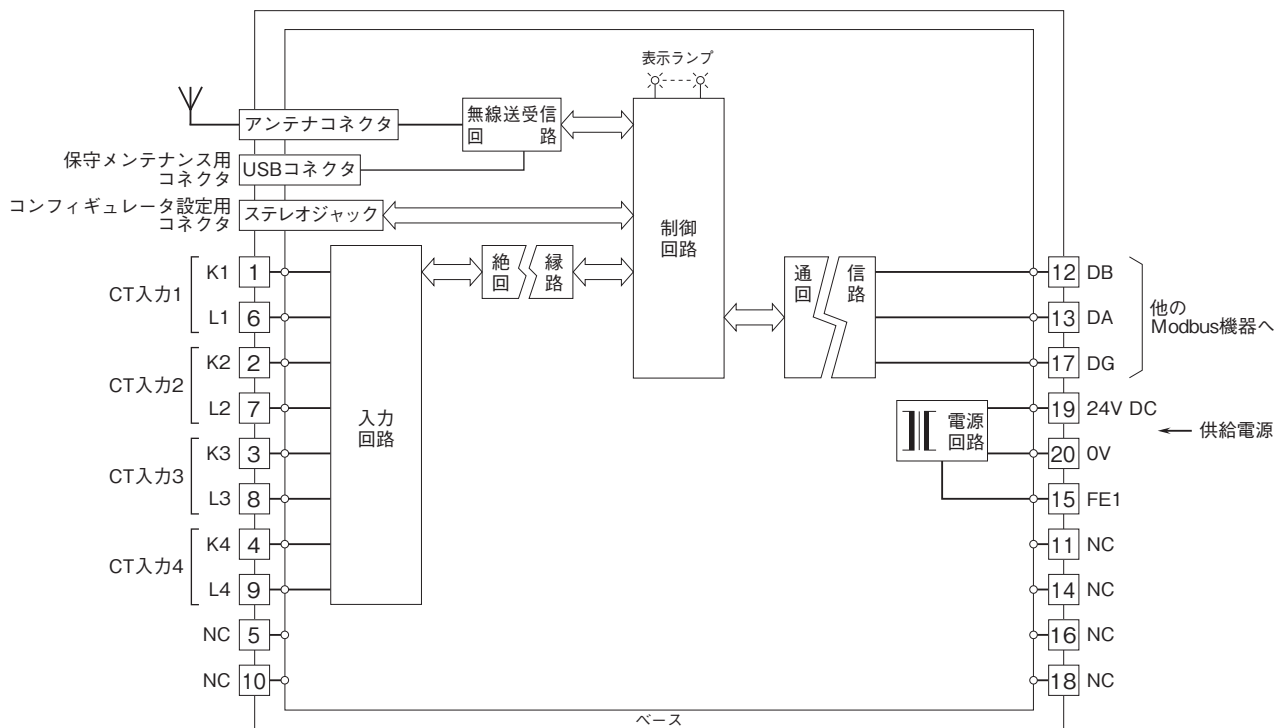 表示ランプ
アンテナコネクタ
無線送受信
回　　　路
保守メンテナンス用
コネクタ
USBコネクタ
コンフィギュレータ設定用
コネクタ
ステレオジャック
制御
回路
絶　縁
回　路
通　信
回　路
入力
回路
CT入力1
K1 1
L1 6
CT入力2
K2 2
L2 7
CT入力3
K3 3
L3 8
CT入力4
K4 4
L4 9
NC 5
NC 10
12 DB
13 DA
17 DG
他の
Modbus機器へ
電源
回路
19 24V DC
20 0V
供給電源
15 FE1
11 NC
14 NC
16 NC
18 NC
ベース